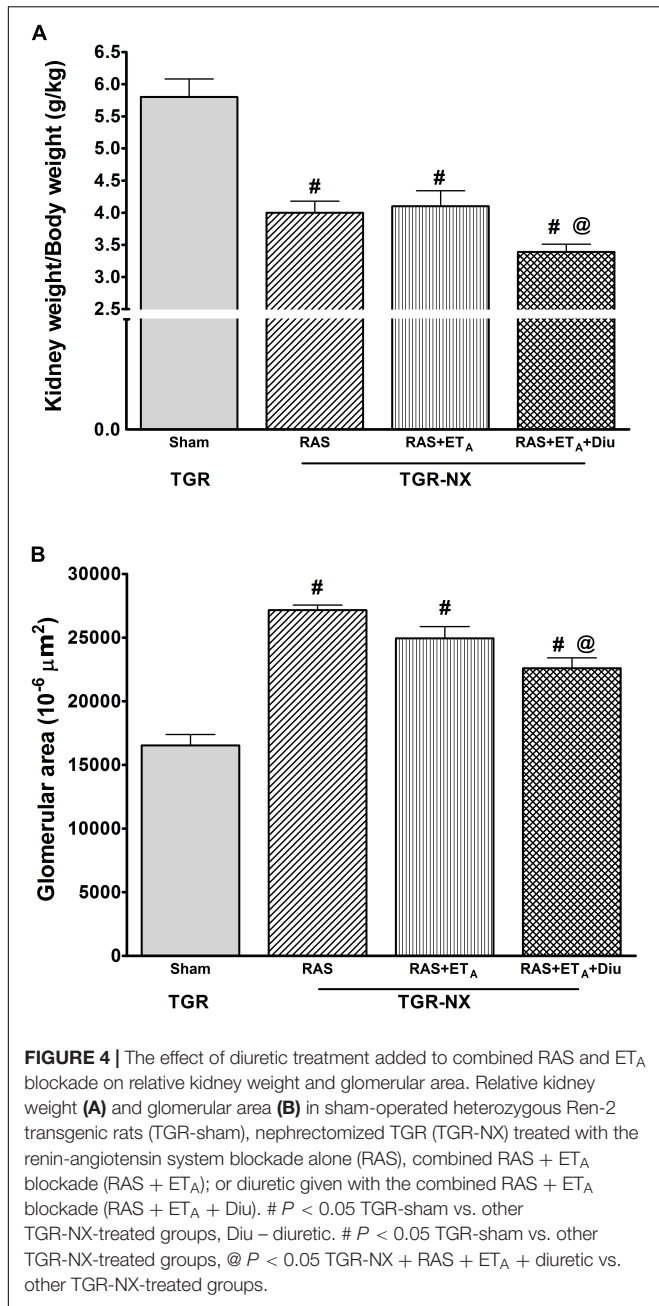 A
Kidney weight/Body weight (g/kg)
6.5
6.0
5.5
5.0
4.5
4.0
3.5
3.0
2.5
0.0
#
#
# @
Sham
RAS
RAS+ETA
RAS+ETA+Diu
TGR
TGR-NX
B
Glomerular area (10-6 μm2)
30000
25000
20000
15000
10000
5000
0
#
#
# @
Sham
RAS
RAS+ETA
RAS+ETA+Diu
TGR
TGR-NX
FIGURE 4 | The effect of diuretic treatment added to combined RAS and ETA
blockade on relative kidney weight and glomerular area. Relative kidney
weight (A) and glomerular area (B) in sham-operated heterozygous Ren-2
transgenic rats (TGR-sham), nephrectomized TGR (TGR-NX) treated with the
renin-angiotensin system blockade alone (RAS), combined RAS + ETA
blockade (RAS + ETA); or diuretic given with the combined RAS + ETA
blockade (RAS + ETA + Diu). # P < 0.05 TGR-sham vs. other
TGR-NX-treated groups, Diu – diuretic. # P < 0.05 TGR-sham vs. other
TGR-NX-treated groups, @ P < 0.05 TGR-NX + RAS + ETA + diuretic vs.
other TGR-NX-treated groups.